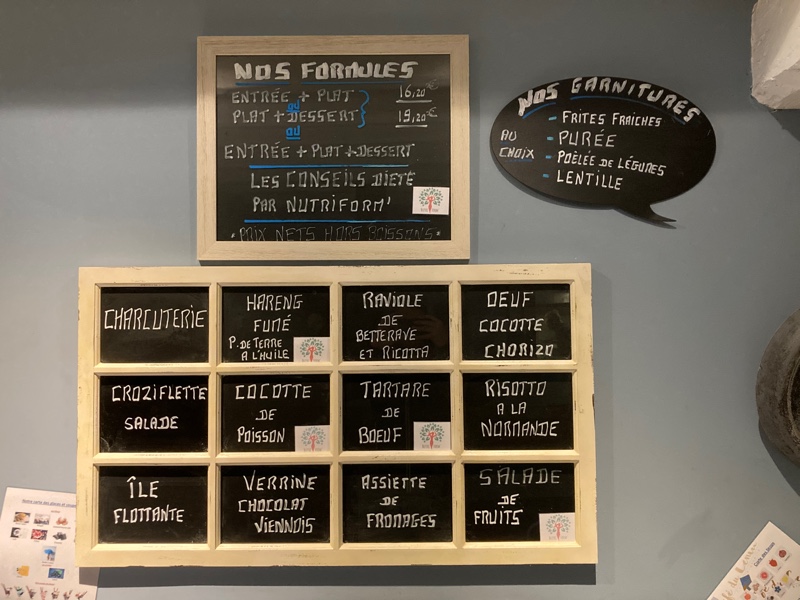 NOS FORMULES
ENTRÉE + PLAT 16,20€
ou
PLAT + DESSERT 19,20€
ou
ENTRÉE + PLAT + DESSERT
LES CONSEILS DIETE
PAR NUTRIFORM'
* PRIX NETS HORS BOISSONS *
NOS GARNITURES
AU CHOIX
- FRITES FRAICHES
- PURÉE
- POÊLÉE DE LÉGUMES
- LENTILLE
CHARCUTERIE
HARENG
FUMÉ
P. DE TERRE
A L'HUILE
RAVIOLE
DE
BETTERAVE
ET RICOTTA
OEUF
COCOTTE
CHORIZO
CROZIFLETTE
SALADE
COCOTTE
DE
POISSON
TARTARE
DE
BOEUF
RISOTTO
A LA
NORMANDE
ÎLE
FLOTTANTE
VERRINE
CHOCOLAT
VIENNOIS
ASSIETTE
DE
FROMAGES
SALADE
DE
FRUITS